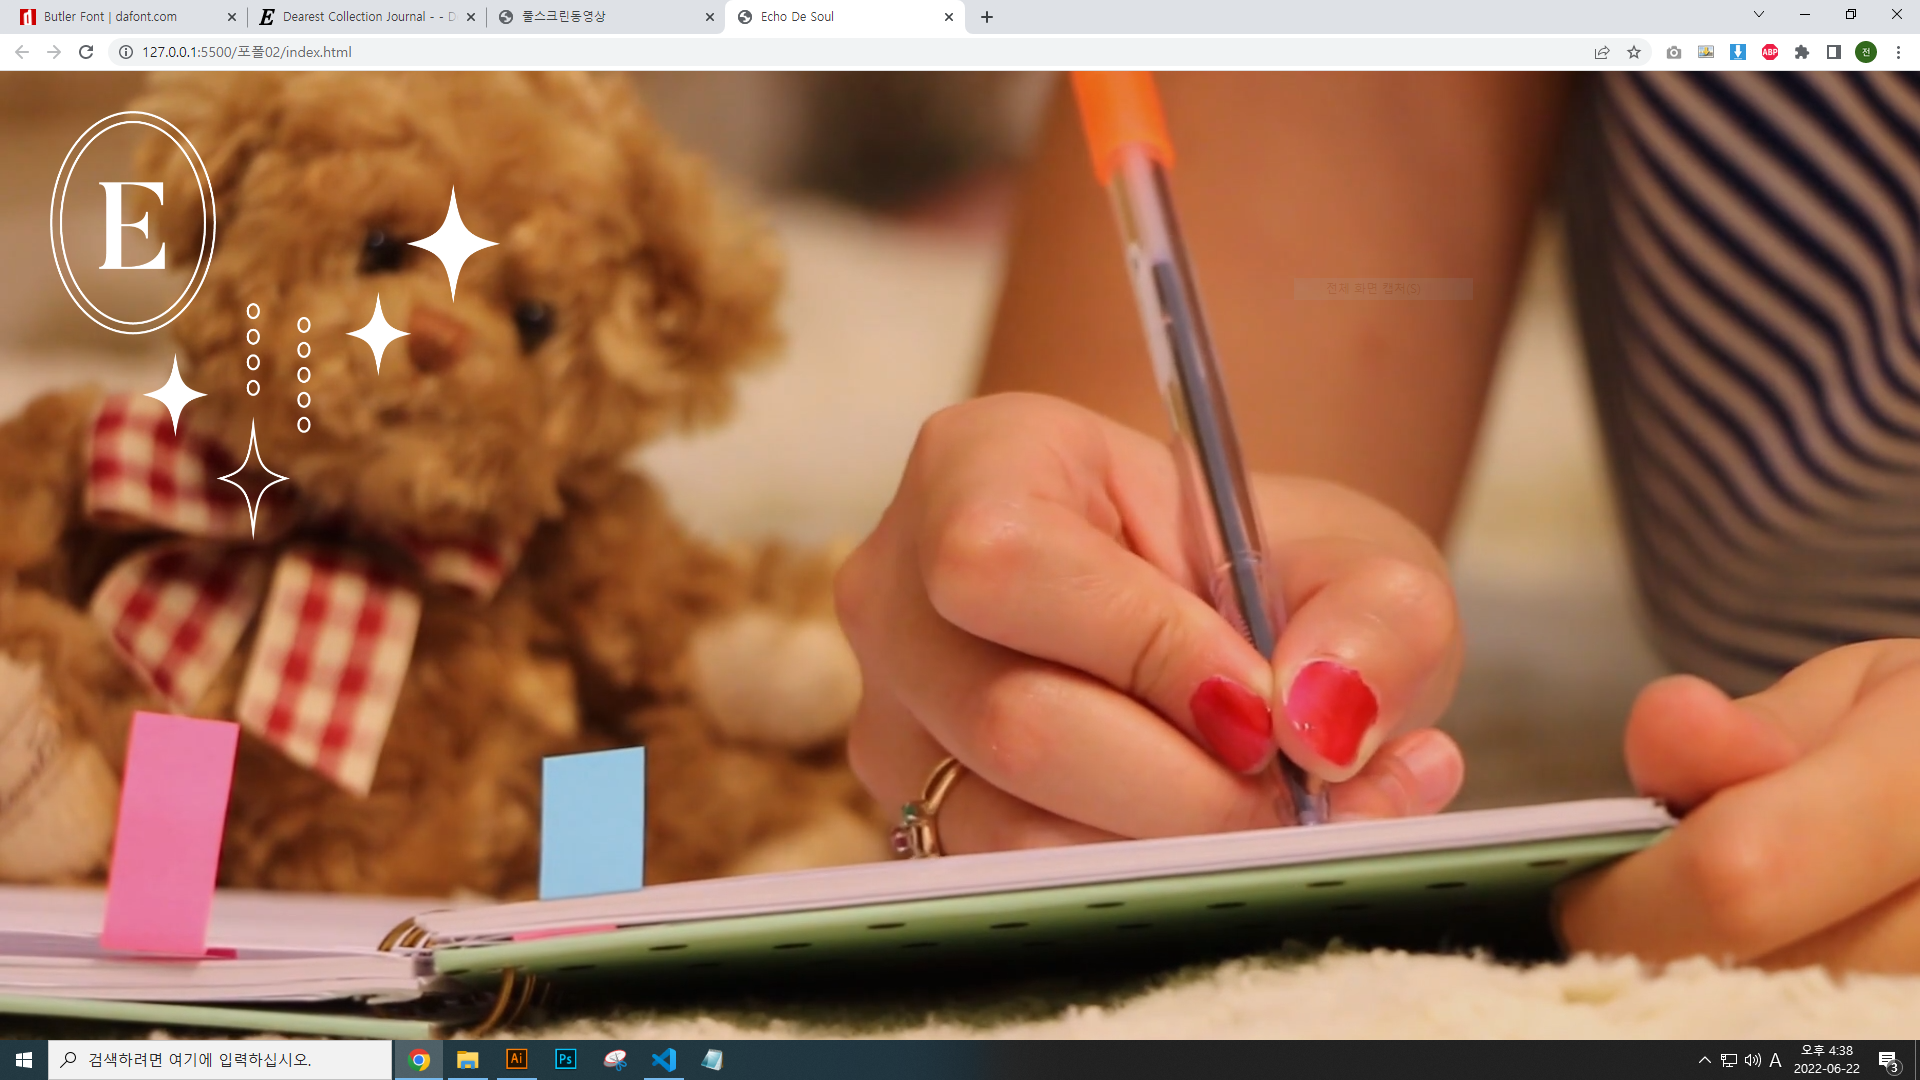 Butler Font | dafont.com
Dearest Collection Journal - - D
풀스크린동영상
Echo De Soul
127.0.0.1:5500/포폴02/index.html
ABP
전
E
전체 화면 캡처(S)
검색하려면 여기에 입력하십시오.
Ai
Ps
A
오후 4:38
2022-06-22
3